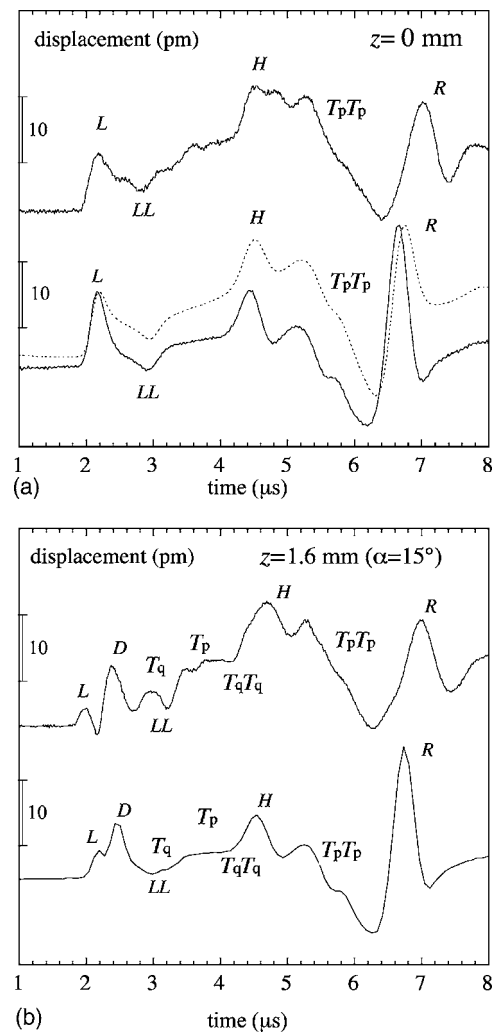 displacement (pm)
z= 0 mm
H
L
R
TpTp
10
LL
H
R
L
10
TpTp
LL
1 2 3 4 5 6 7 8
(a)
time (μs)
displacement (pm)
z=1.6 mm (α=15°)
H
D
R
10
Tp
TpTp
L
Tq
TqTq
LL
R
H
D
10
Tp
L
Tq
TpTp
TqTq
LL
1 2 3 4 5 6 7 8
(b)
time (μs)